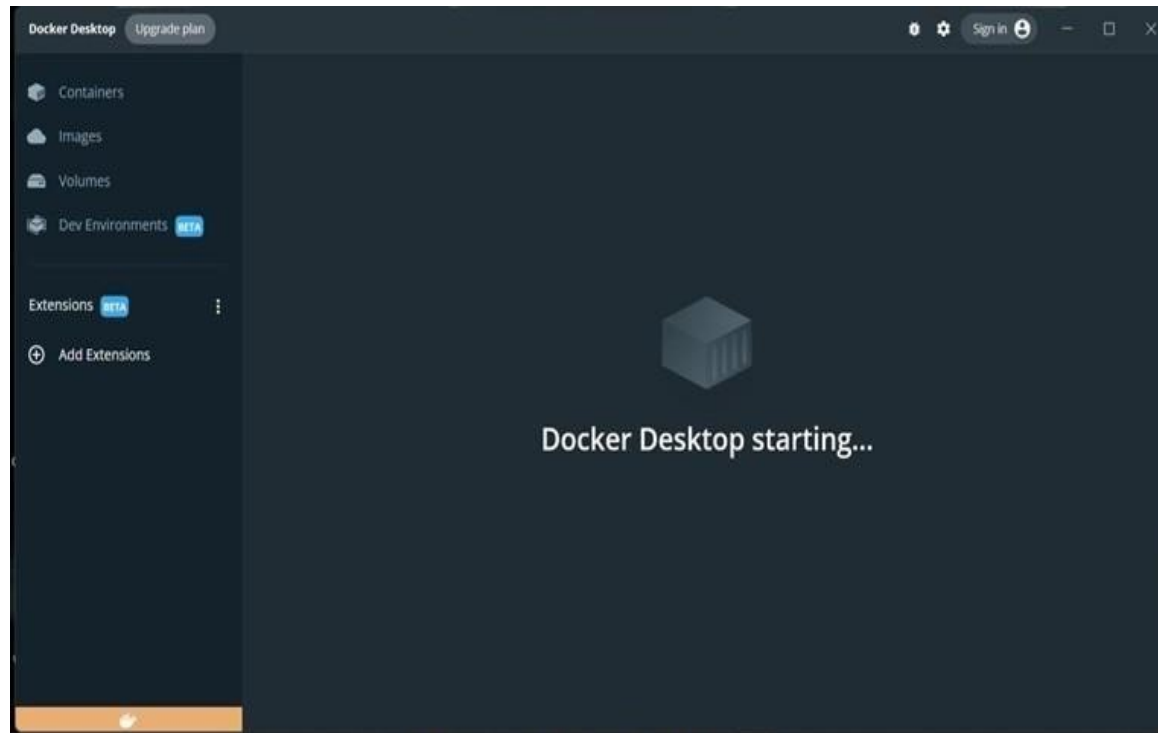 Docker Desktop Upgrade plan Sign in
Containers
Images
Volumes
Dev Environments BETA
Extensions BETA
Add Extensions
Docker Desktop starting...